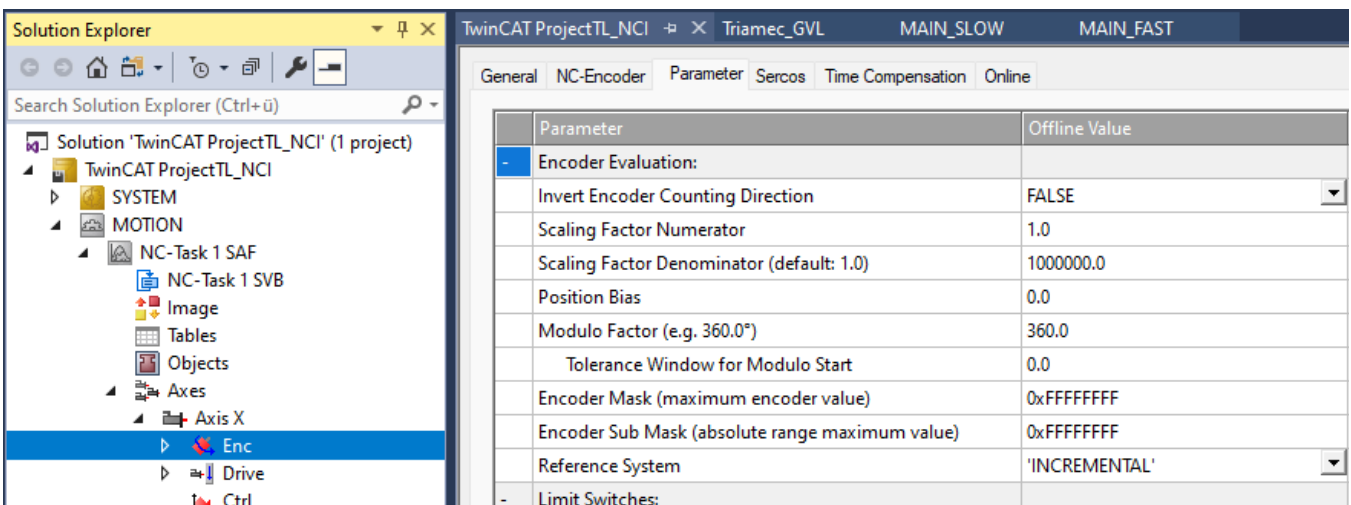 Solution Explorer
Search Solution Explorer (Ctrl+ü)
Solution 'TwinCAT ProjectTL_NCI' (1 project)
TwinCAT ProjectTL_NCI
SYSTEM
MOTION
NC-Task 1 SAF
NC-Task 1 SVB
Image
Tables
Objects
Axes
Axis X
Enc
Drive
Ctrl
TwinCAT ProjectTL_NCI Triamec_GVL MAIN_SLOW MAIN_FAST
General NC-Encoder Parameter Sercos Time Compensation Online
Parameter Offline Value
- Encoder Evaluation:
Invert Encoder Counting Direction FALSE
Scaling Factor Numerator 1.0
Scaling Factor Denominator (default: 1.0) 1000000.0
Position Bias 0.0
Modulo Factor (e.g. 360.0°) 360.0
Tolerance Window for Modulo Start 0.0
Encoder Mask (maximum encoder value) 0xFFFFFFFF
Encoder Sub Mask (absolute range maximum value) 0xFFFFFFFF
Reference System 'INCREMENTAL'
- Limit Switches: